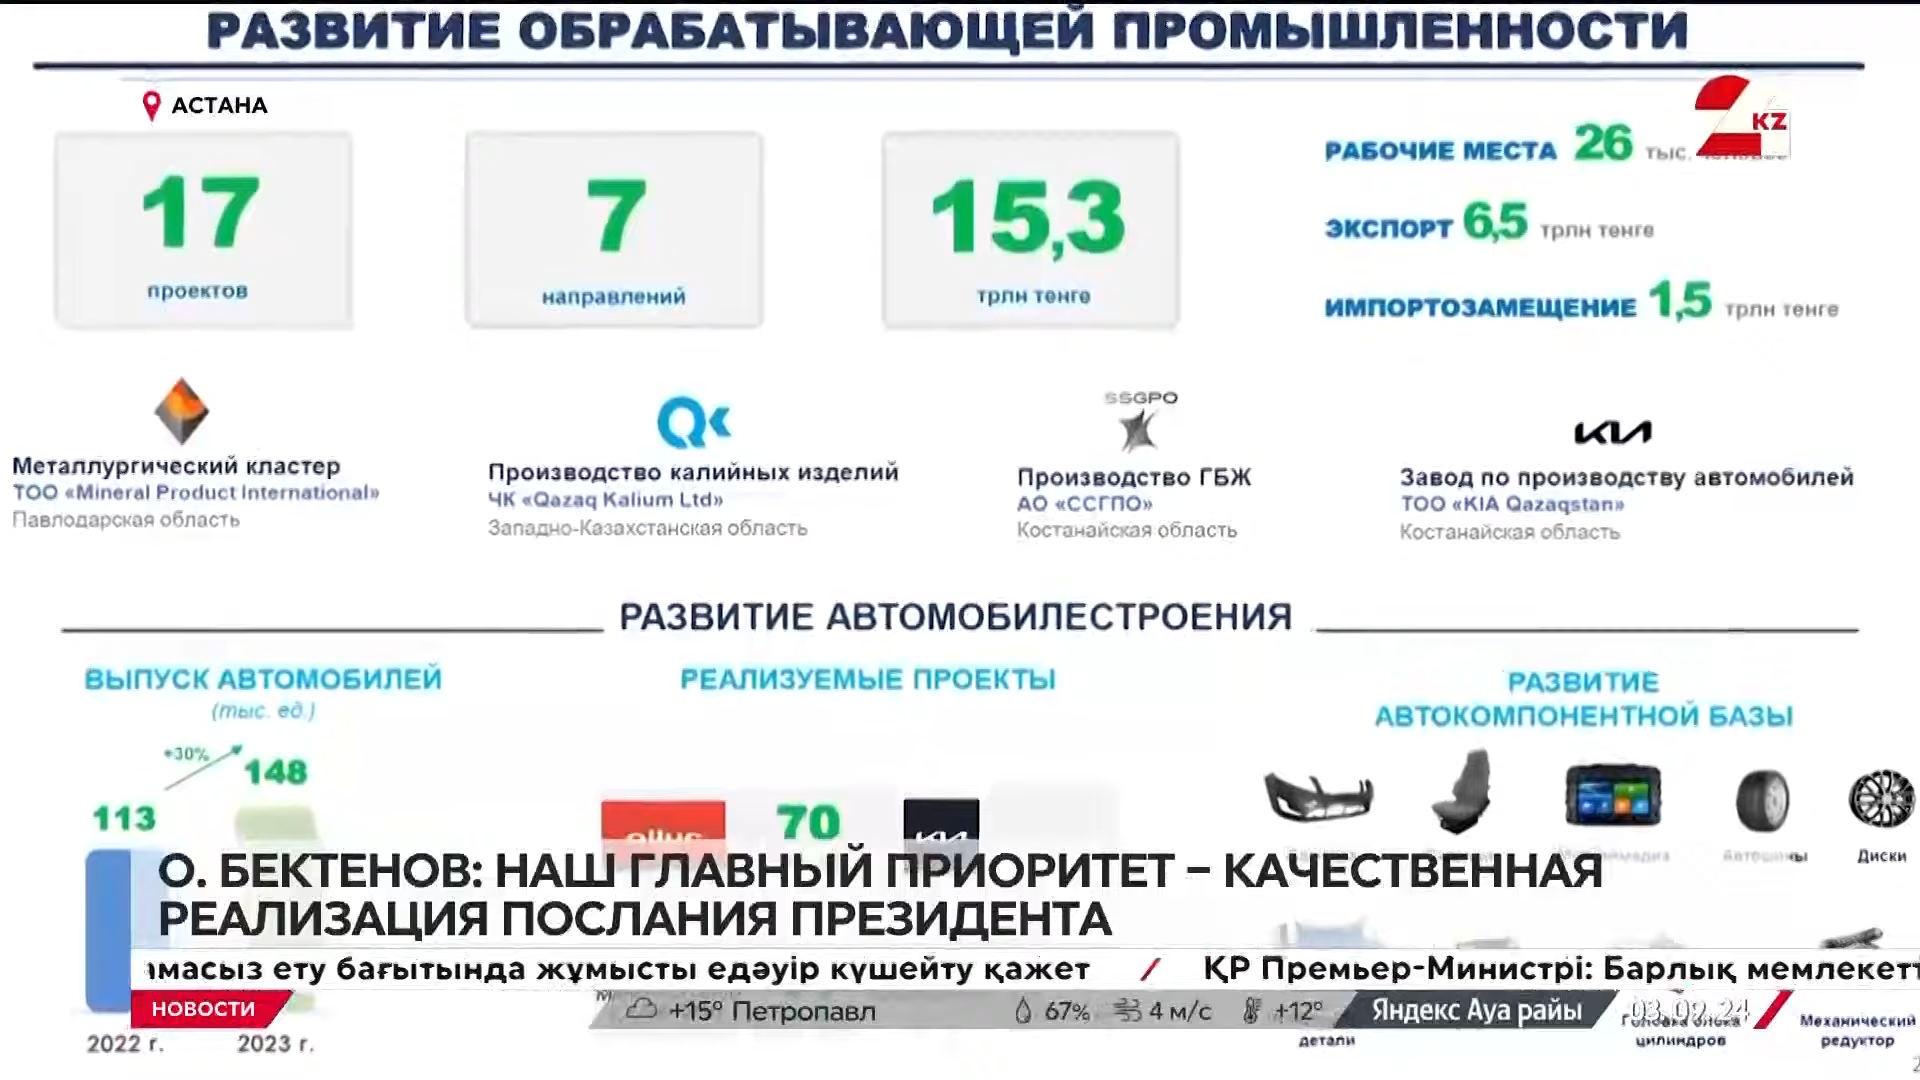 РАЗВИТИЕ ОБРАБАТЫВАЮЩЕЙ ПРОМЫШЛЕННОСТИ
АСТАНА
KZ
17
проектов
7
направлений
15,3
трлн тенге
РАБОЧИЕ МЕСТА 26 тыс.
ЭКСПОРТ 6,5 трлн тенге
ИМПОРТОЗАМЕЩЕНИЕ 1,5 трлн тенге
Металлургический кластер
ТОО «Mineral Product International»
Павлодарская область
Производство калийных изделий
ЧК «Qazaq Kalium Ltd»
Западно-Казахстанская область
SSGPO
Производство ГБЖ
АО «ССГПО»
Костанайская область
KIA
Завод по производству автомобилей
ТОО «KIA Qazaqstan»
Костанайская область
РАЗВИТИЕ АВТОМОБИЛЕСТРОЕНИЯ
ВЫПУСК АВТОМОБИЛЕЙ
(тыс. ед.)
+30%
148
113
2022 г.
2023 г.
РЕАЛИЗУЕМЫЕ ПРОЕКТЫ
70
KIA
РАЗВИТИЕ
АВТОКОМПОНЕНТНОЙ БАЗЫ
Автошины
Диски
О. БЕКТЕНОВ: НАШ ГЛАВНЫЙ ПРИОРИТЕТ – КАЧЕСТВЕННАЯ
РЕАЛИЗАЦИЯ ПОСЛАНИЯ ПРЕЗИДЕНТА
амасыз ету бағытында жұмысты едәуір күшейту қажет / ҚР Премьер-Министрі: Барлық мемлекетт
НОВОСТИ
+15° Петропавл
67%
4 м/с
+12°
Яндекс Ауа райы
03.09.24
детали
Головка блока
цилиндров
Механический
редуктор